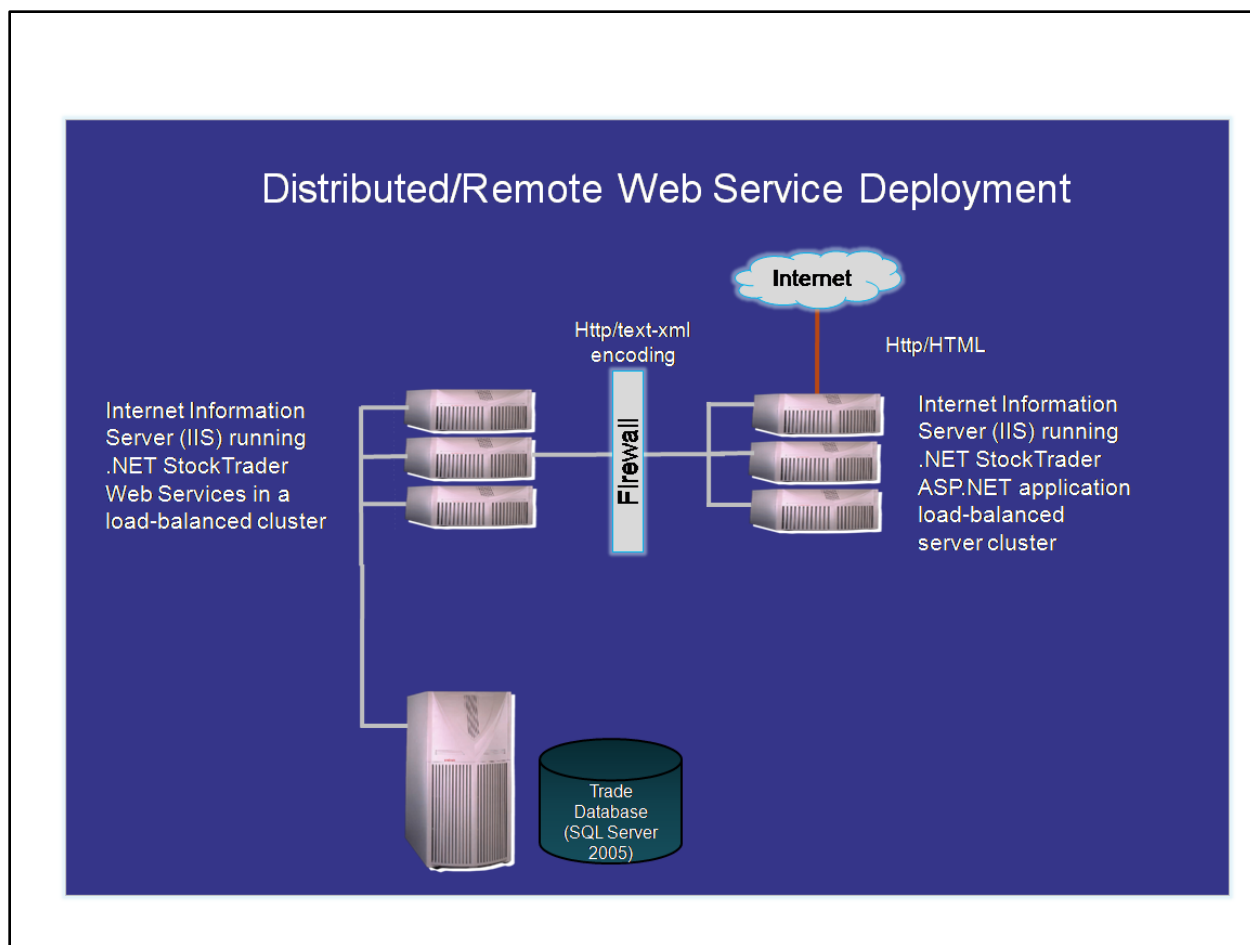 Distributed/Remote Web Service Deployment
Internet
Http/text-xml
encoding
Http/HTML
Internet Information
Server (IIS) running
.NET StockTrader
Web Services in a
load-balanced cluster
Firewall
Internet Information
Server (IIS) running
.NET StockTrader
ASP.NET application
load-balanced
server cluster
Trade
Database
(SQL Server
2005)